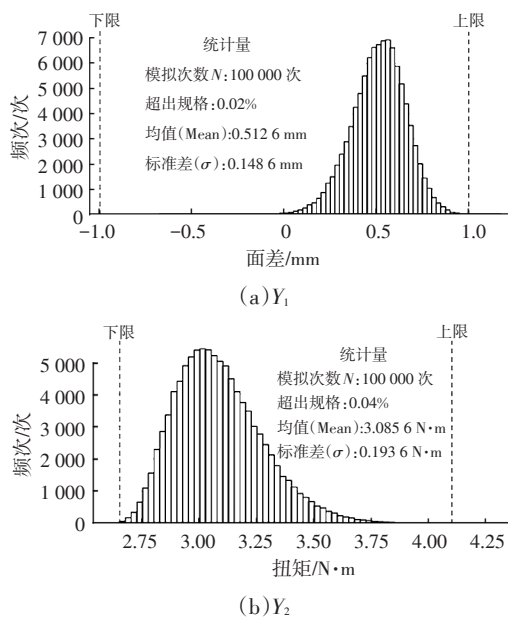 下限
上限
7 000
6 000
5 000
4 000
3 000
2 000
1 000
0
频次/次
统计量
模拟次数N:100 000 次
超出规格:0.02%
均值(Mean):0.512 6 mm
标准差(σ):0.148 6 mm
-1.0 -0.5 0 0.5 1.0
面差/mm
(a)Y₁
下限
上限
5 000
4 000
3 000
2 000
1 000
0
频次/次
统计量
模拟次数N:100 000 次
超出规格:0.04%
均值(Mean):3.085 6 N·m
标准差(σ):0.193 6 N·m
2.75 3.00 3.25 3.50 3.75 4.00 4.25
扭矩/N·m
(b)Y₂